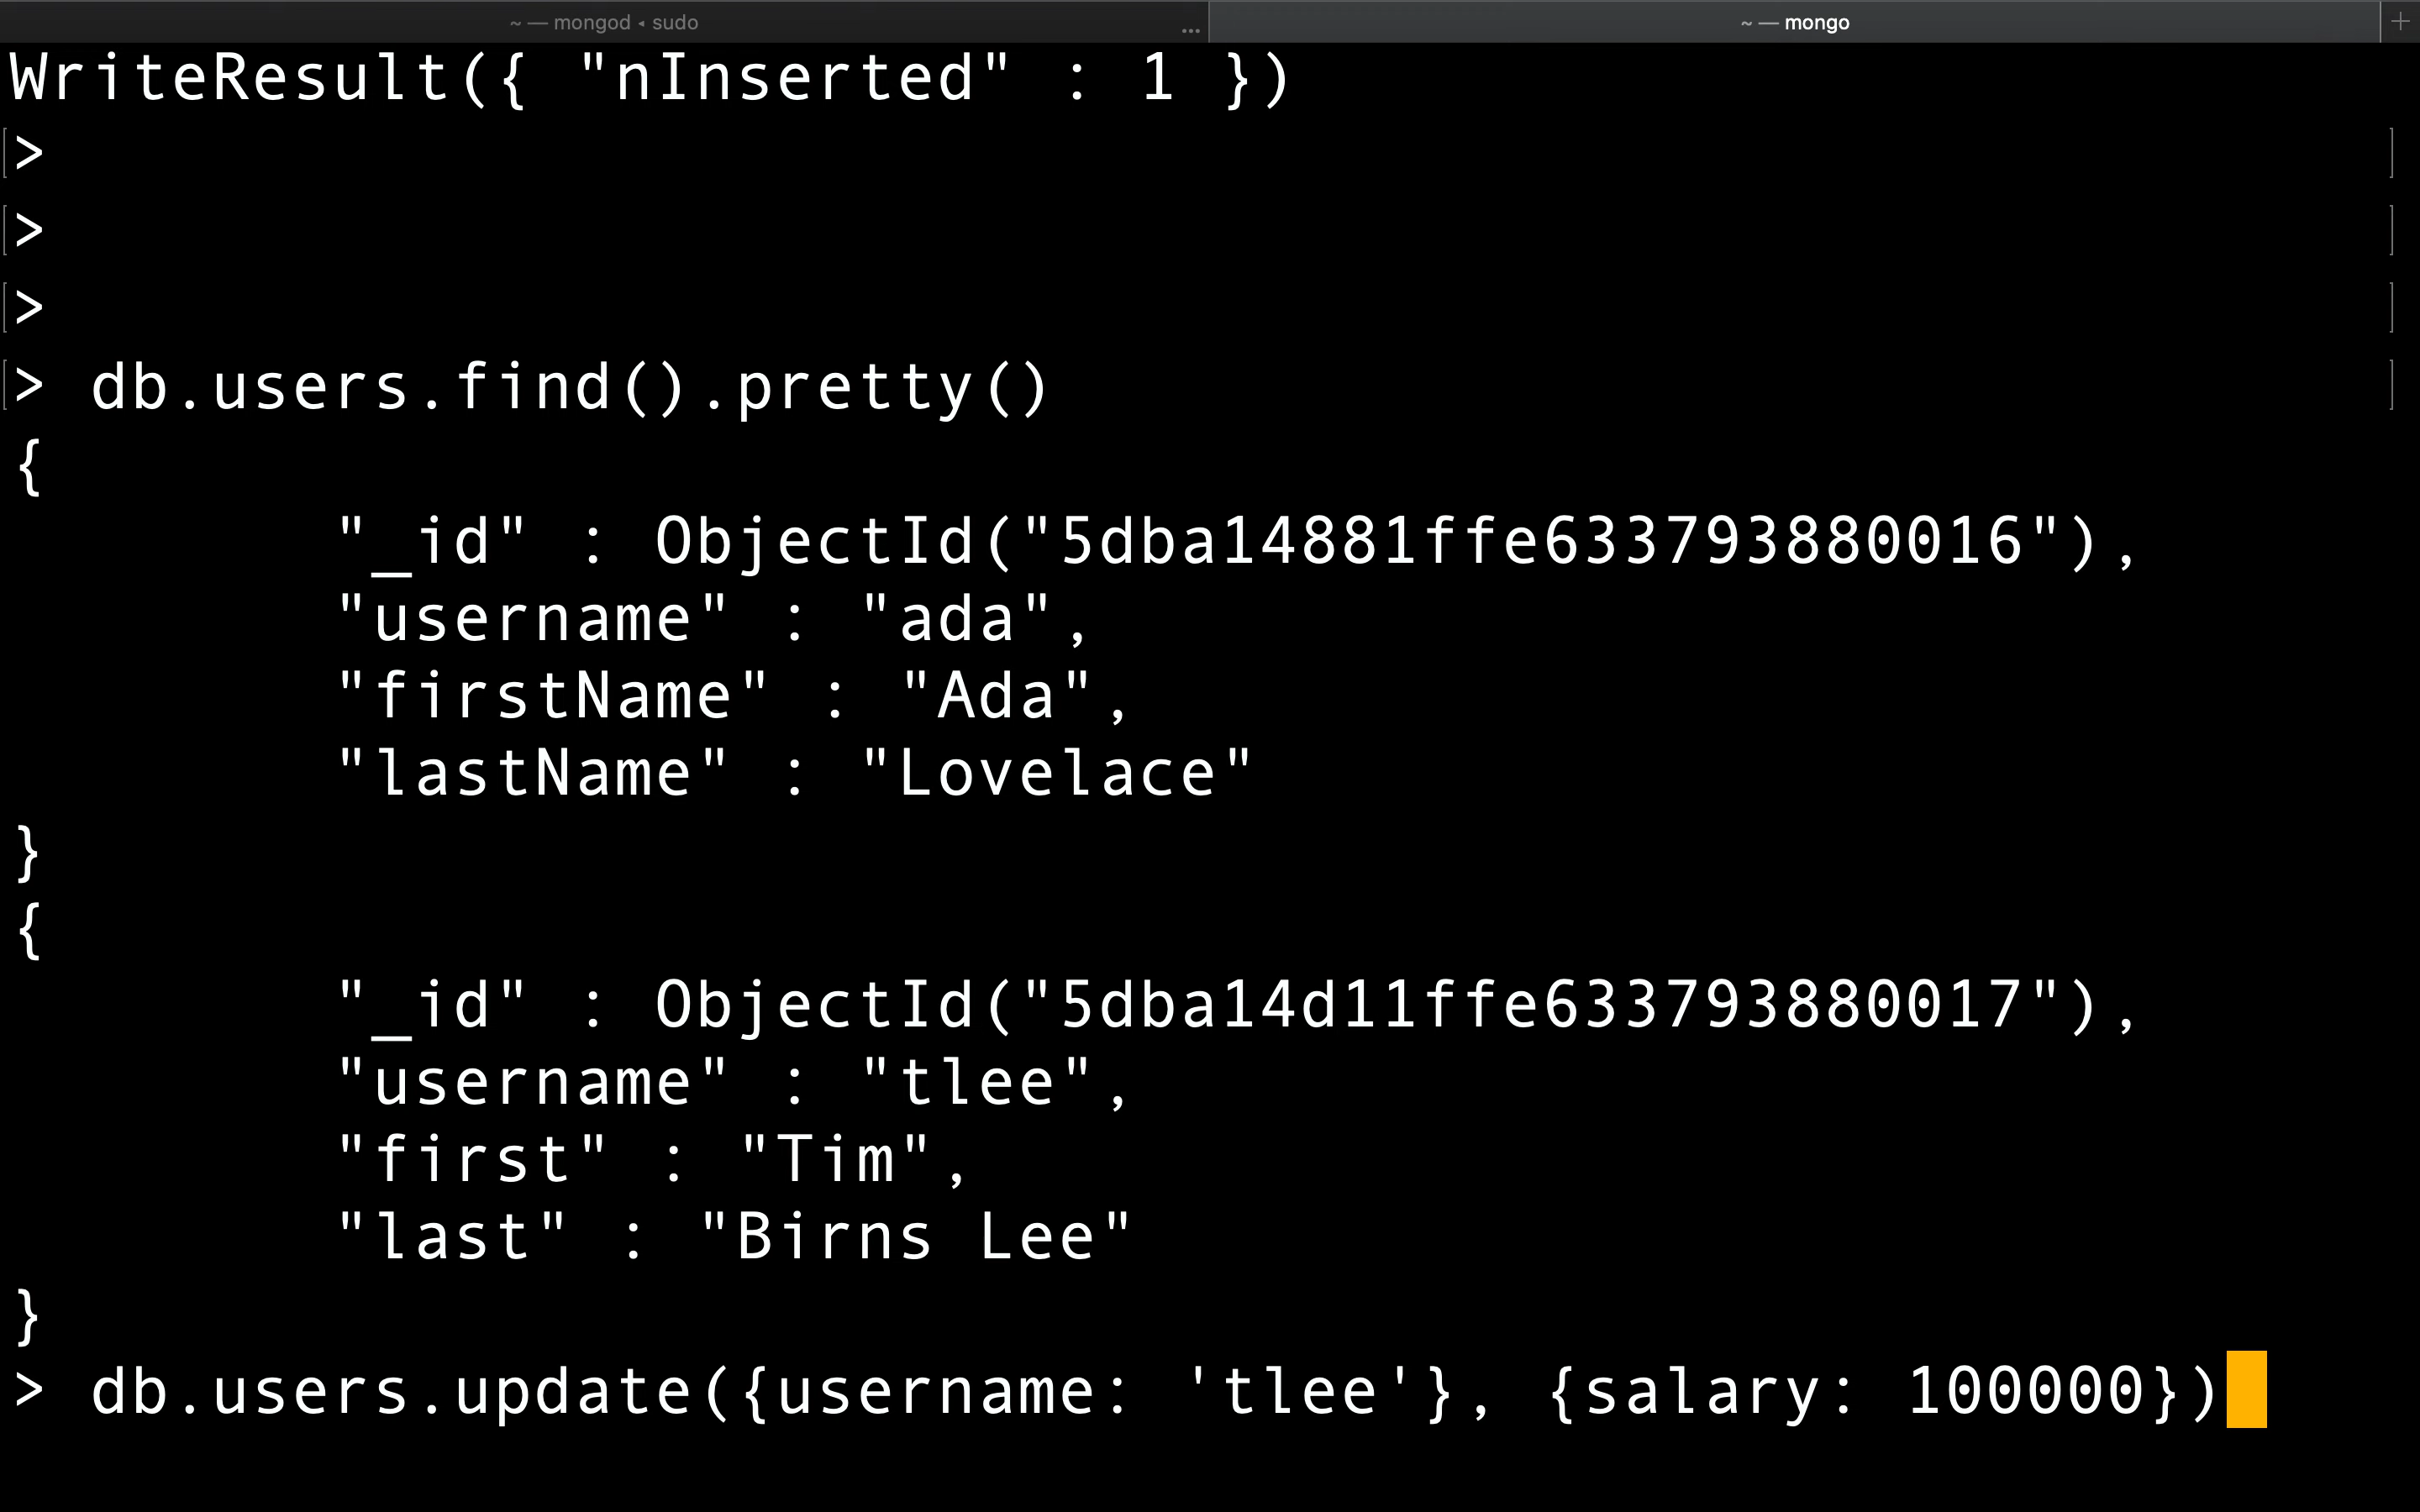 ~ — mongod ◂ sudo ... ~ — mongo +
WriteResult({ "nInserted" : 1 })
>
>
>
> db.users.find().pretty()
{
"_id" : ObjectId("5dba14881ffe633793880016"),
"username" : "ada",
"firstName" : "Ada",
"lastName" : "Lovelace"
}
{
"_id" : ObjectId("5dba14d11ffe633793880017"),
"username" : "tlee",
"first" : "Tim",
"last" : "Birns Lee"
}
> db.users.update({username: 'tlee'}, {salary: 100000})